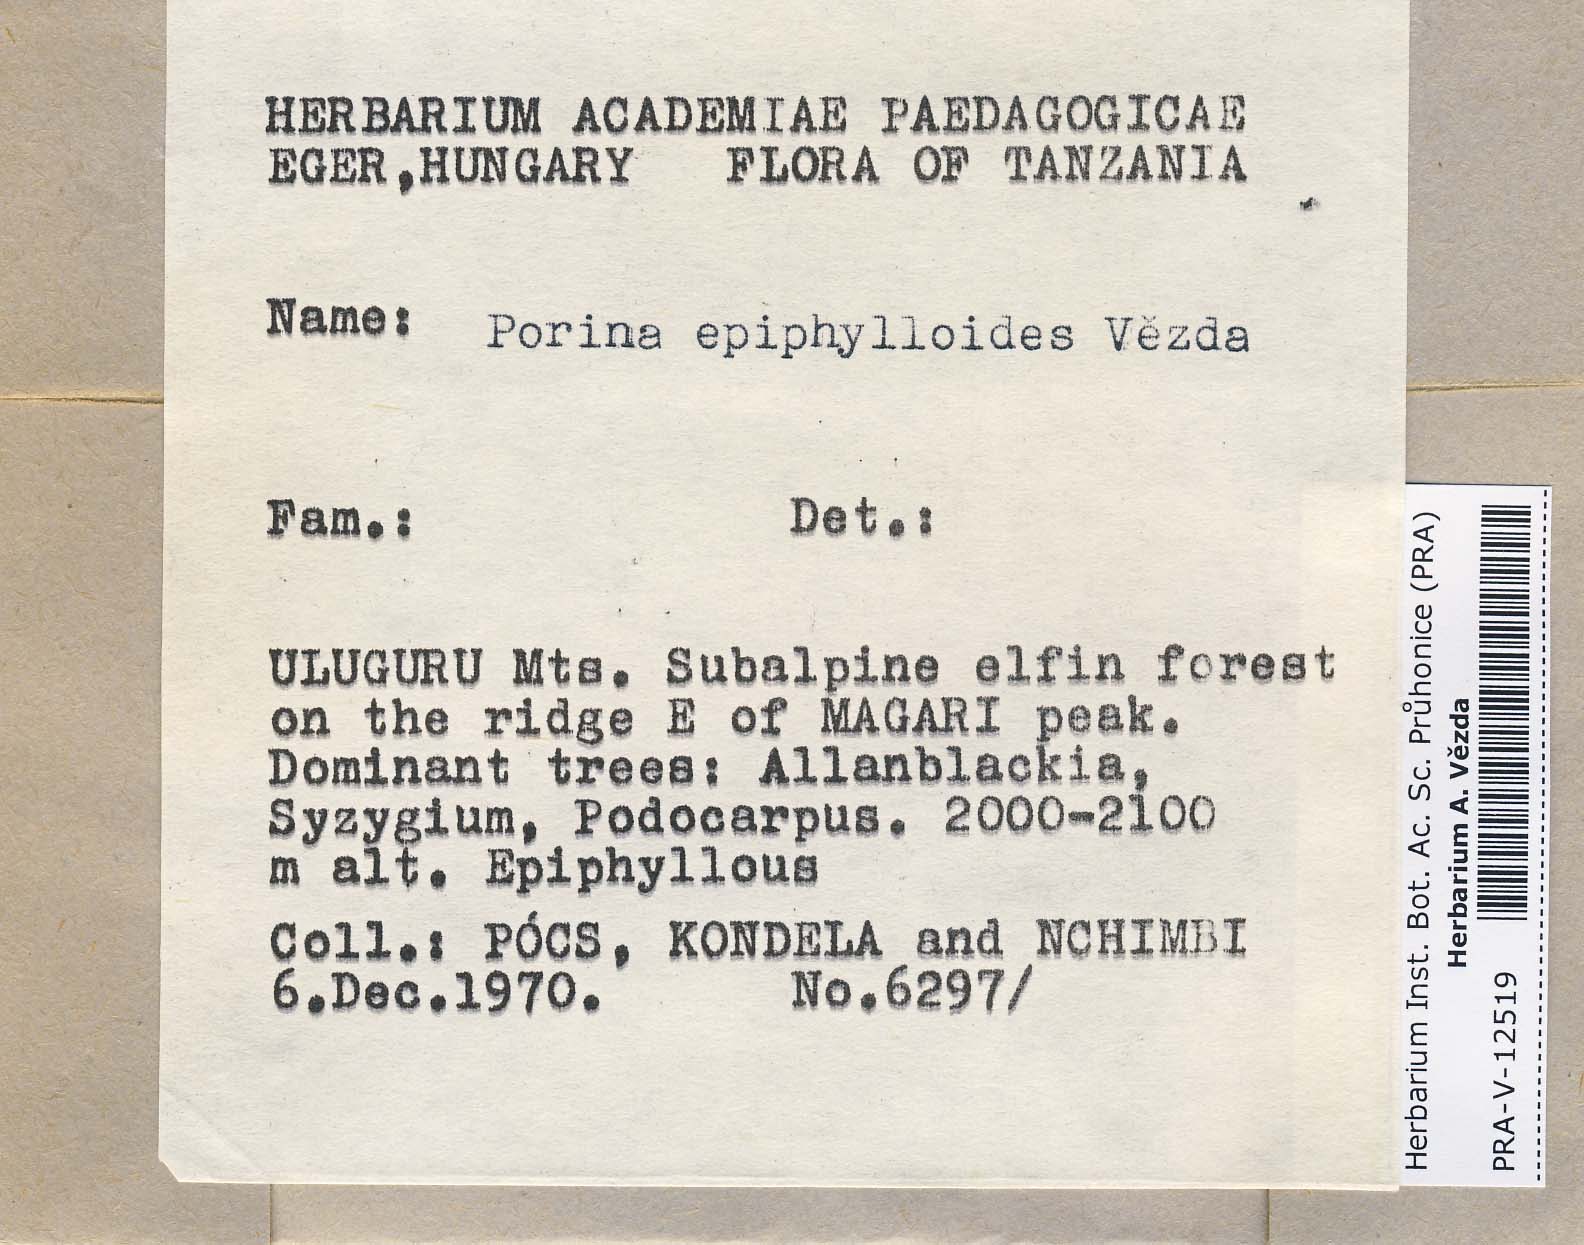 HERBARIUM ACADEMIAE PAEDAGOGICAE
EGER,HUNGARY FLORA OF TANZANIA
Name: Porina epiphylloides Vězda
Fam.: Det.:
ULUGURU Mts. Subalpine elfin forest
on the ridge E of MAGARI peak.
Dominant trees: Allanblackia,
Syzygium, Podocarpus. 2000-2100
m alt. Epiphyllous
Coll.: PÓCS, KONDELA and NCHIMBI
6.Dec.1970. No.6297/
Herbarium Inst. Bot. Ac. Sc. Průhonice (PRA)
Herbarium A. Vězda
PRA-V-12519